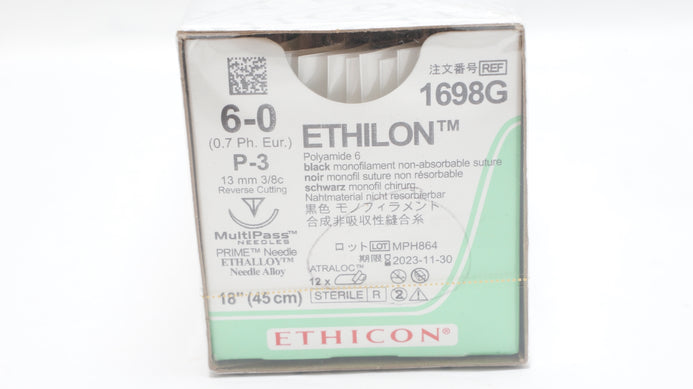 注文番号 REF
1698G
6-0
(0.7 Ph. Eur.)
P-3
13 mm 3/8c
Reverse Cutting
MultiPass™
NEEDLES
PRIME™ Needle
ETHALLOY™
Needle Alloy
18" (45 cm)
ETHILON™
Polyamide 6
black monofilament non-absorbable suture
noir monofil suture non résorbable
schwarz monofil chirurg.
Nahtmaterial nicht resorbierbar
黒色 モノフィラメント
合成非吸収性縫合糸
ロット LOT MPH864
期限 2023-11-30
ATRALOC™
12 x
STERILE R 2
ETHICON®